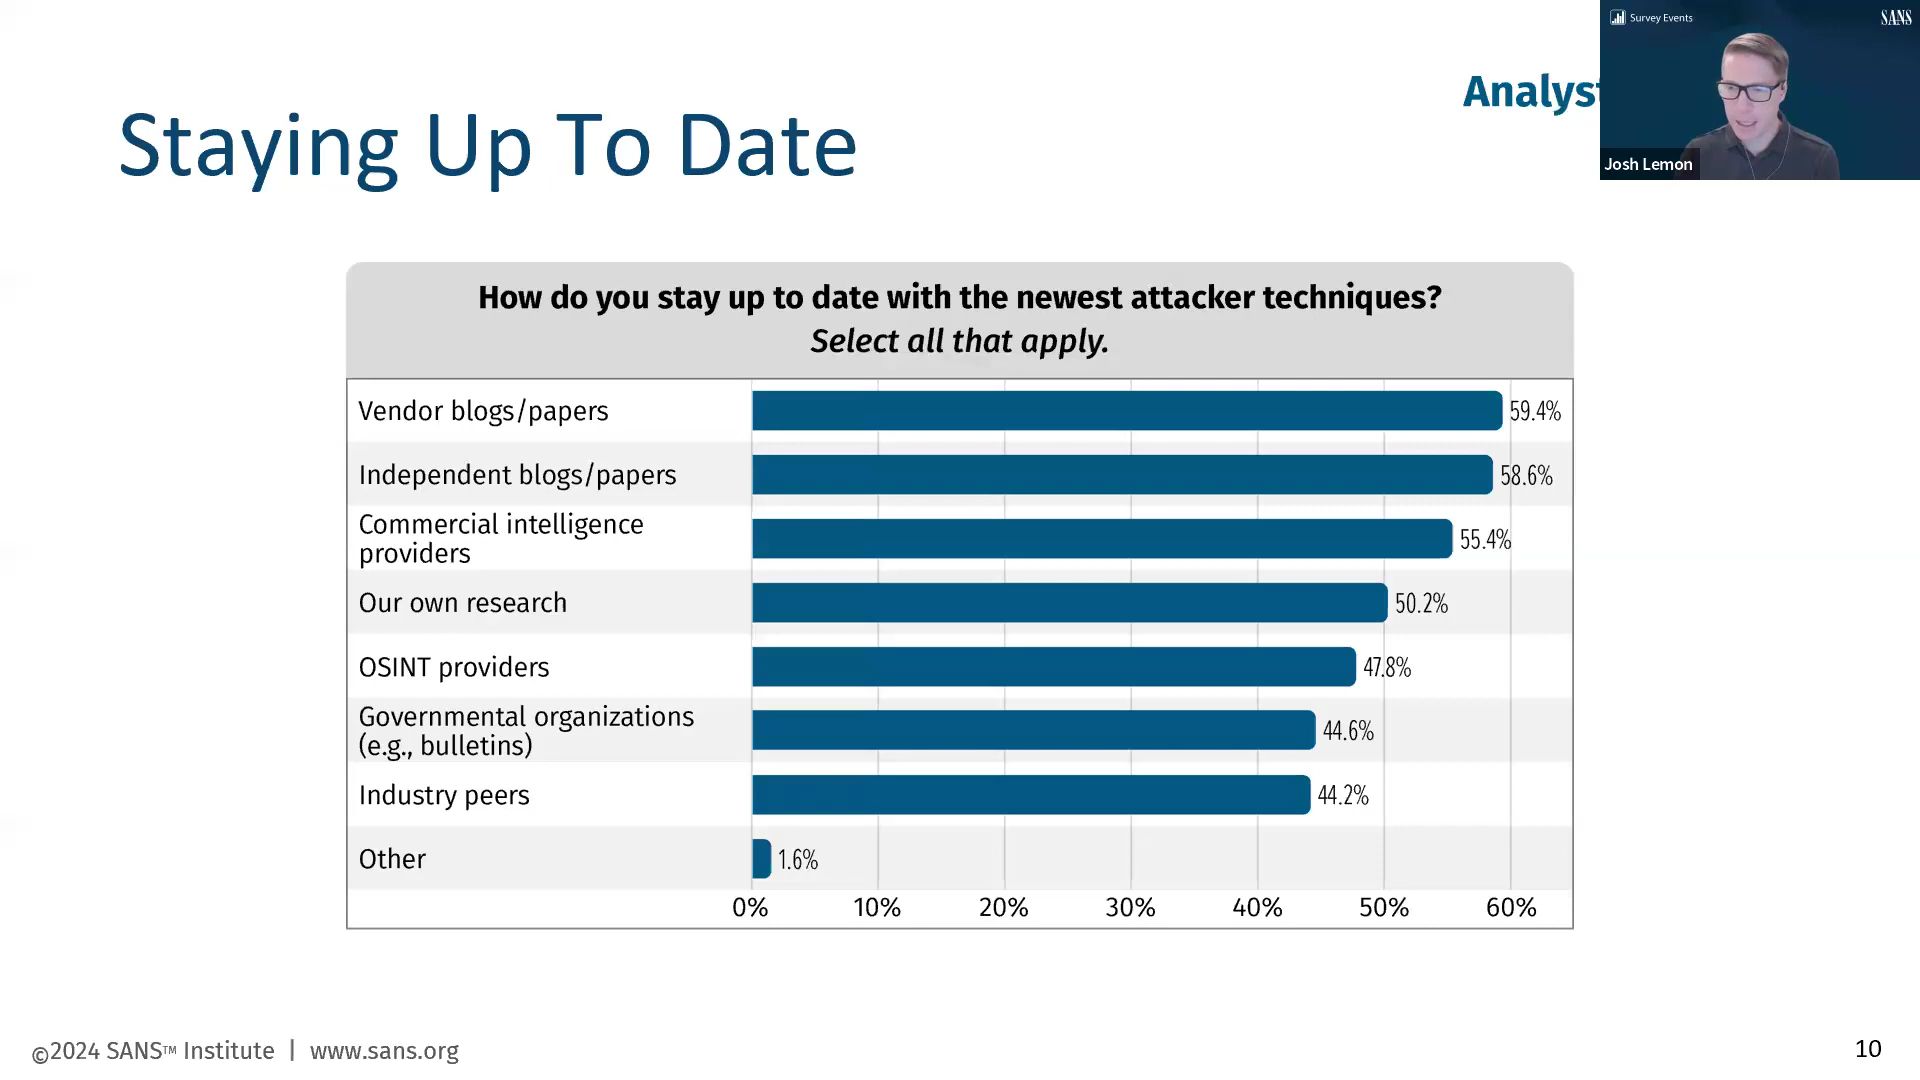 Survey Events
SANS
Analyst
Josh Lemon
Staying Up To Date
How do you stay up to date with the newest attacker techniques?
Select all that apply.
Vendor blogs/papers 59.4%
Independent blogs/papers 58.6%
Commercial intelligence
providers 55.4%
Our own research 50.2%
OSINT providers 47.8%
Governmental organizations
(e.g., bulletins) 44.6%
Industry peers 44.2%
Other 1.6%
0% 10% 20% 30% 40% 50% 60%
©2024 SANS™ Institute | www.sans.org
10